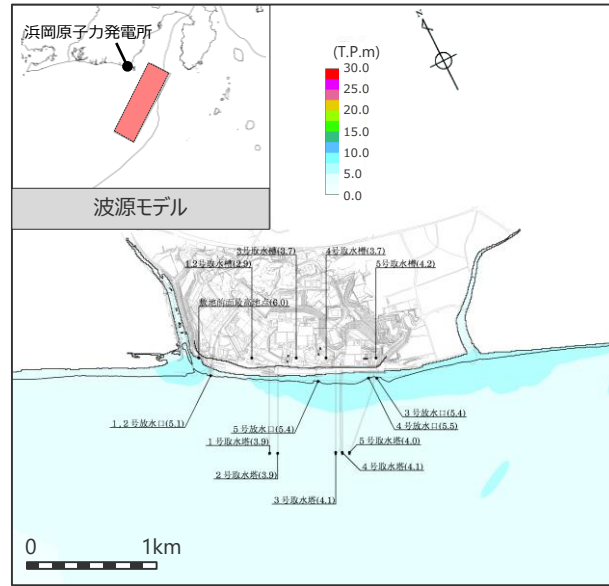 浜岡原子力発電所
波源モデル
(T.P.m)
30.0
25.0
20.0
15.0
10.0
5.0
0.0
N
3号取水槽(3.7)
4号取水槽(3.7)
1,2号取水槽(2.9)
5号取水槽(4.2)
敷地前面最高地点(6.0)
1,2号放水口(5.1)
5号放水口(5.4)
3号放水口(5.4)
4号放水口(5.5)
1号取水塔(3.9)
5号取水塔(4.0)
2号取水塔(3.9)
4号取水塔(4.1)
3号取水塔(4.1)
0 1km